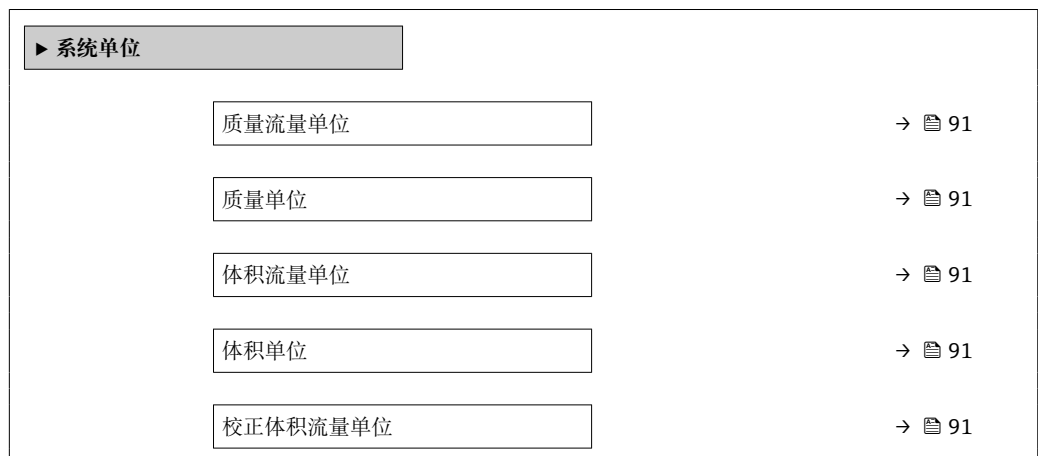 ▶ 系统单位
质量流量单位 → 91
质量单位 → 91
体积流量单位 → 91
体积单位 → 91
校正体积流量单位 → 91